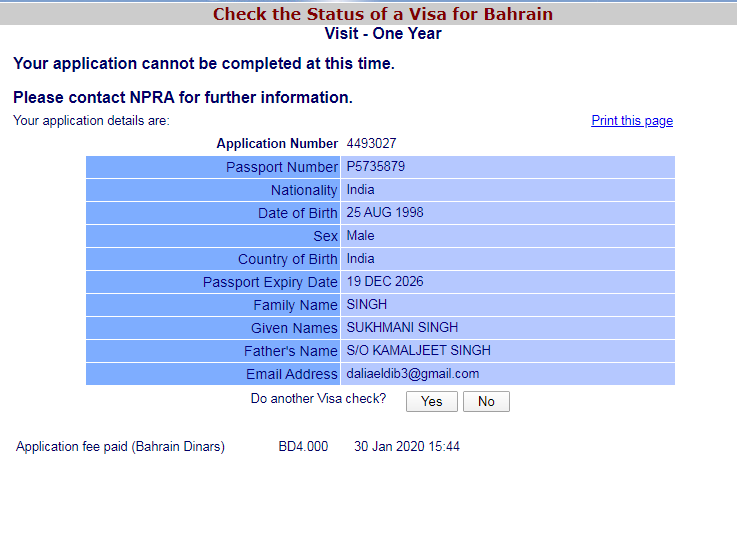 Check the Status of a Visa for Bahrain
Visit - One Year
Your application cannot be completed at this time.
Please contact NPRA for further information.
Your application details are: Print this page
Application Number 4493027
Passport Number P5735879
Nationality India
Date of Birth 25 AUG 1998
Sex Male
Country of Birth India
Passport Expiry Date 19 DEC 2026
Family Name SINGH
Given Names SUKHMANI SINGH
Father's Name S/O KAMALJEET SINGH
Email Address daliaeldib3@gmail.com
Do another Visa check? Yes No
Application fee paid (Bahrain Dinars) BD4.000 30 Jan 2020 15:44